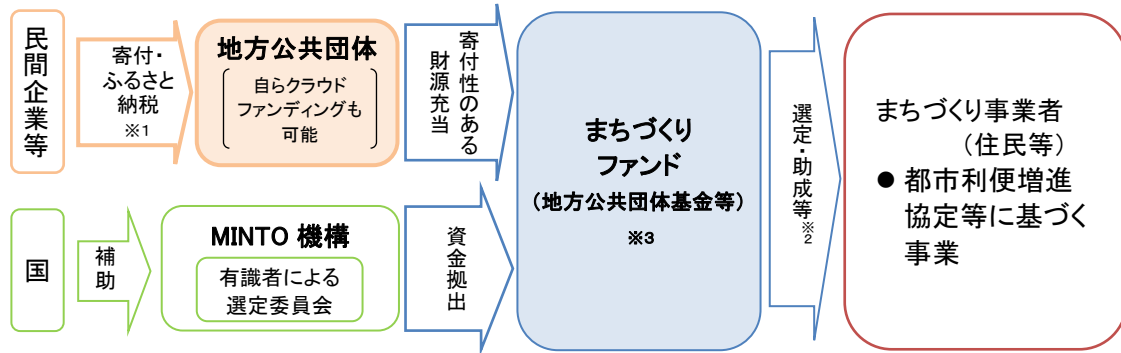 民間企業等
寄付・
ふるさと
納税
※1
地方公共団体
自らクラウド
ファンディングも
可能
寄付性のある
財源充当
まちづくり
ファンド
（地方公共団体基金等）
※3
選定・助成等※2
まちづくり事業者
（住民等）
● 都市利便増進
協定等に基づく
事業
国
補助
MINTO 機構
有識者による
選定委員会
資金拠出